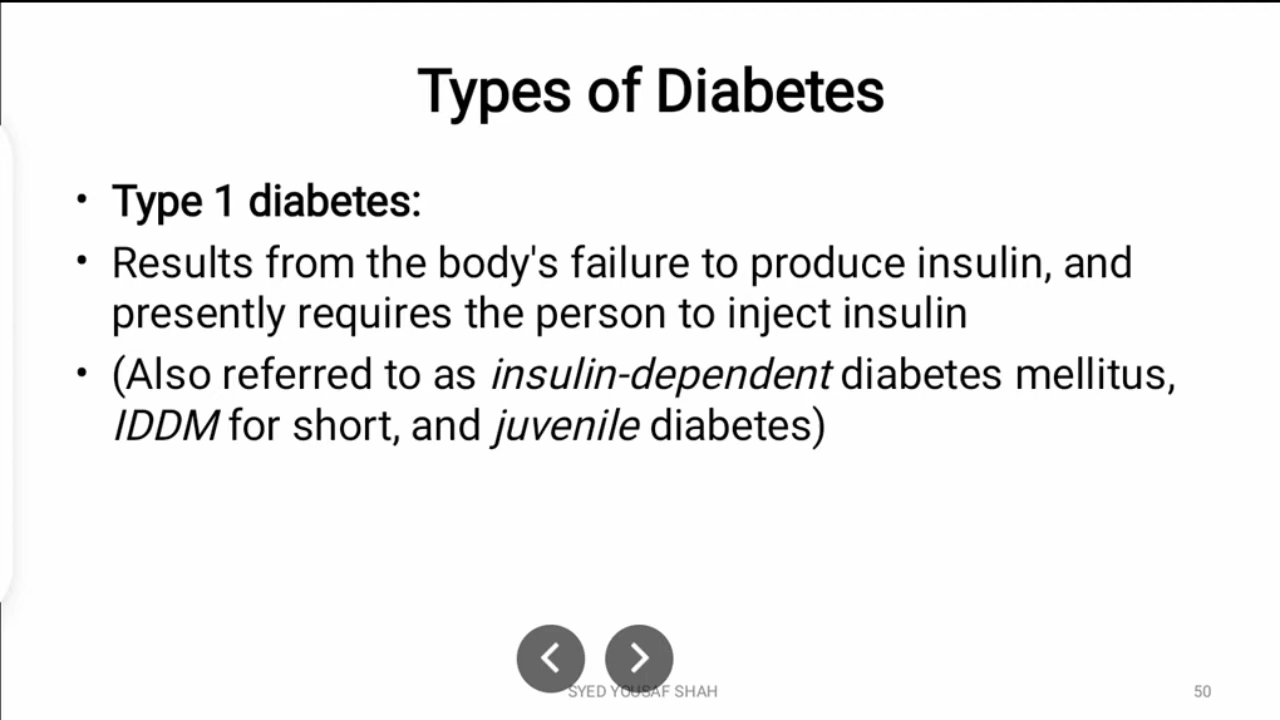 Types of Diabetes
• Type 1 diabetes:
• Results from the body's failure to produce insulin, and
presently requires the person to inject insulin
• (Also referred to as insulin-dependent diabetes mellitus,
IDDM for short, and juvenile diabetes)
SYED YOUSAF SHAH
50